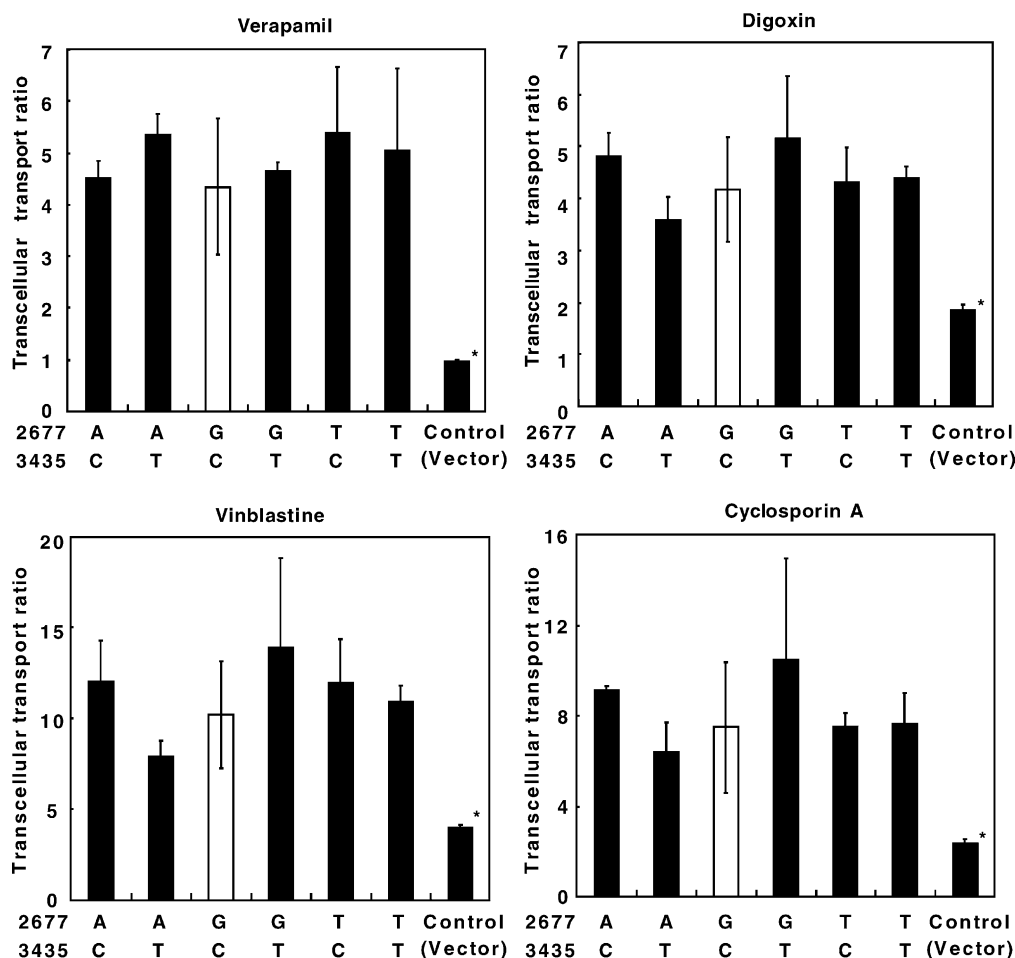 Verapamil
Transcellular transport ratio
7
6
5
4
3
2
1
0
2677 A A G G T T Control
3435 C T C T C T (Vector)
*
Digoxin
Transcellular transport ratio
7
6
5
4
3
2
1
0
2677 A A G G T T Control
3435 C T C T C T (Vector)
*
Vinblastine
Transcellular transport ratio
20
15
10
5
0
2677 A A G G T T Control
3435 C T C T C T (Vector)
*
Cyclosporin A
Transcellular transport ratio
16
12
8
4
0
2677 A A G G T T Control
3435 C T C T C T (Vector)
*